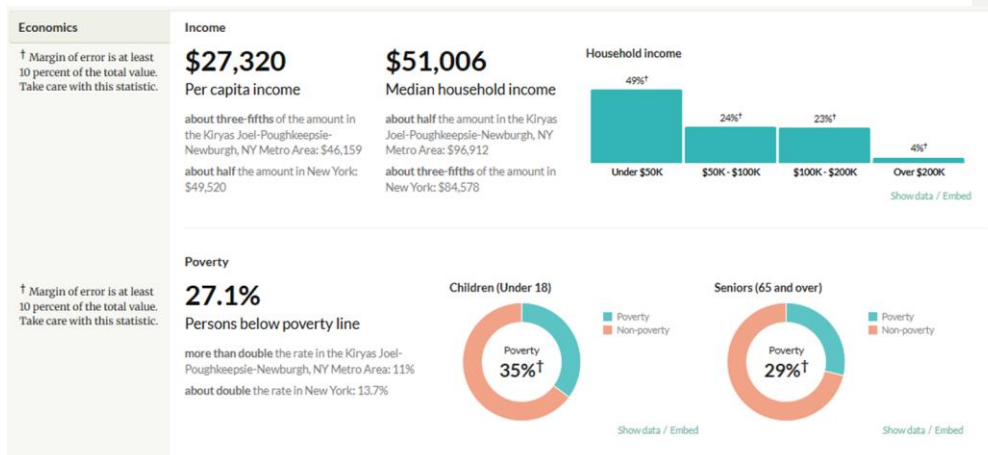 Economics
† Margin of error is at least
10 percent of the total value.
Take care with this statistic.
Income
$27,320
Per capita income
about three-fifths of the amount in
the Kiryas Joel-Poughkeepsie-
Newburgh, NY Metro Area: $46,159
about half the amount in New York:
$49,520
$51,006
Median household income
about half the amount in the Kiryas
Joel-Poughkeepsie-Newburgh, NY
Metro Area: $96,912
about three-fifths of the amount in
New York: $84,578
Household income
49%†
24%†
23%†
4%†
Under $50K
$50K - $100K
$100K - $200K
Over $200K
Show data / Embed
† Margin of error is at least
10 percent of the total value.
Take care with this statistic.
Poverty
27.1%
Persons below poverty line
more than double the rate in the Kiryas Joel-
Poughkeepsie-Newburgh, NY Metro Area: 11%
about double the rate in New York: 13.7%
Children (Under 18)
Poverty
35%†
Poverty
Non-poverty
Show data / Embed
Seniors (65 and over)
Poverty
29%†
Poverty
Non-poverty
Show data / Embed